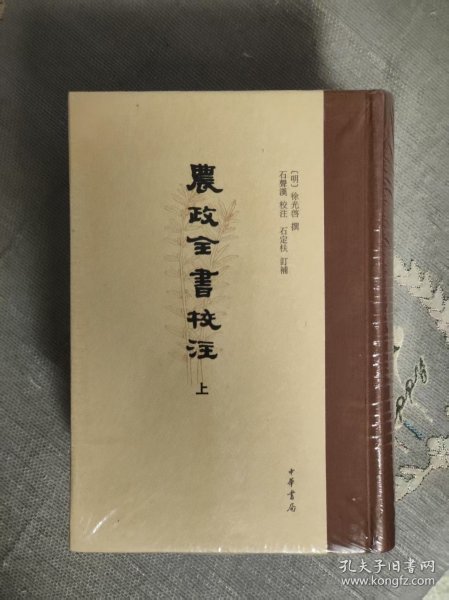 農政全書校注
上
〔明〕徐光啓 撰
石聲漢 校注 石定枎 訂補
中華書局
孔夫子旧书网
www.kongfz.com